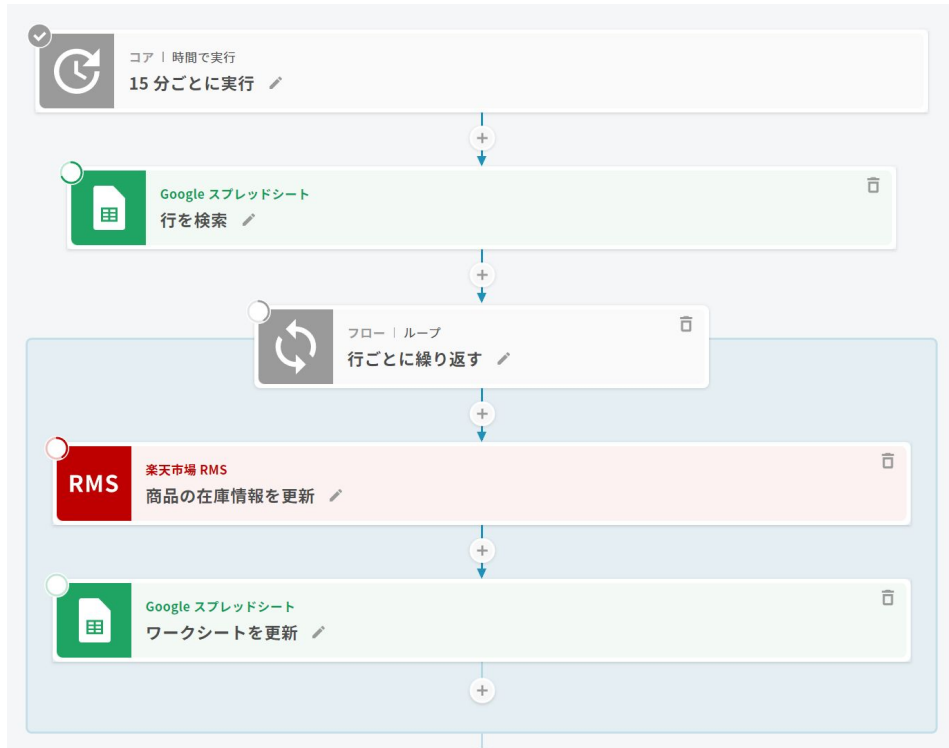 コア | 時間で実行
15 分ごとに実行
Google スプレッドシート
行を検索
フロー | ループ
行ごとに繰り返す
RMS
楽天市場 RMS
商品の在庫情報を更新
Google スプレッドシート
ワークシートを更新